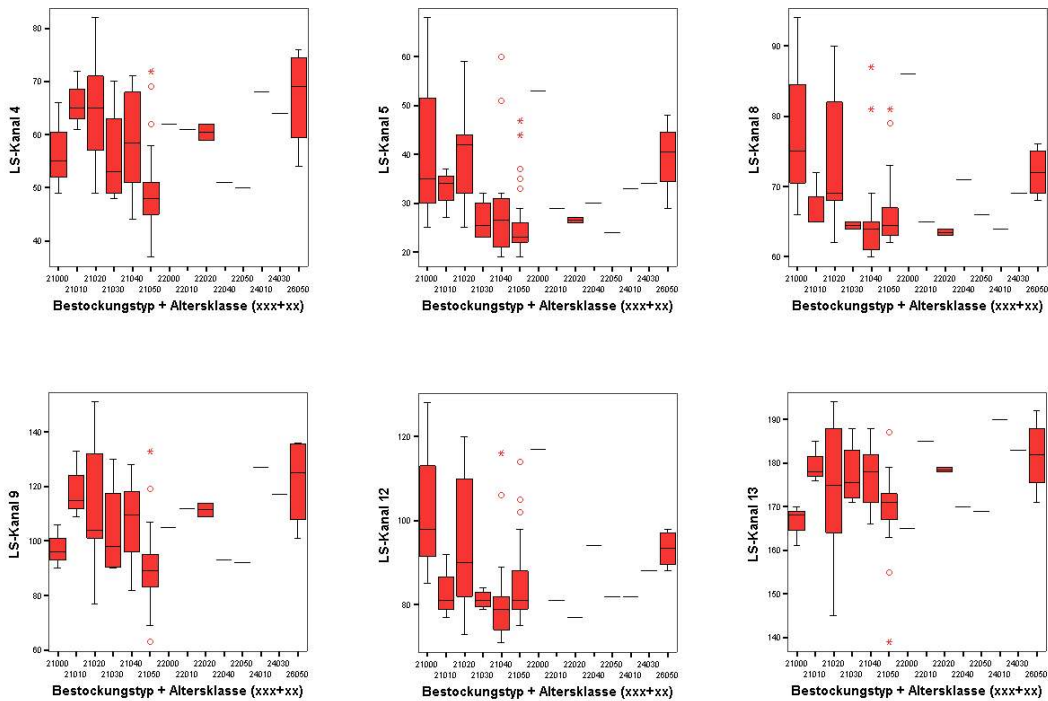 LS-Kanal 4
80
70
60
50
40
21000 21020 21040 22000 22020 22050 24030
21010 21030 21050 22010 22040 24010 26050
Bestockungstyp + Altersklasse (xxx+xx)
LS-Kanal 5
60
50
40
30
20
21000 21020 21040 22000 22020 22050 24030
21010 21030 21050 22010 22040 24010 26050
Bestockungstyp + Altersklasse (xxx+xx)
LS-Kanal 8
90
80
70
60
21000 21020 21040 22000 22020 22050 24030
21010 21030 21050 22010 22040 24010 26050
Bestockungstyp + Altersklasse (xxx+xx)
LS-Kanal 9
140
120
100
80
60
21000 21020 21040 22000 22020 22050 24030
21010 21030 21050 22010 22040 24010 26050
Bestockungstyp + Altersklasse (xxx+xx)
LS-Kanal 12
120
100
80
21000 21020 21040 22000 22020 22050 24030
21010 21030 21050 22010 22040 24010 26050
Bestockungstyp + Altersklasse (xxx+xx)
LS-Kanal 13
190
180
170
160
150
140
21000 21020 21040 22000 22020 22050 24030
21010 21030 21050 22010 22040 24010 26050
Bestockungstyp + Altersklasse (xxx+xx)